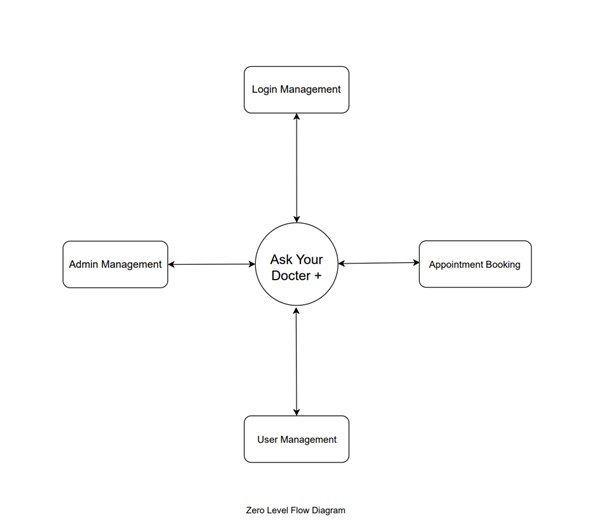 Login Management
Admin Management
Ask Your
Docter +
Appointment Booking
User Management
Zero Level Flow Diagram